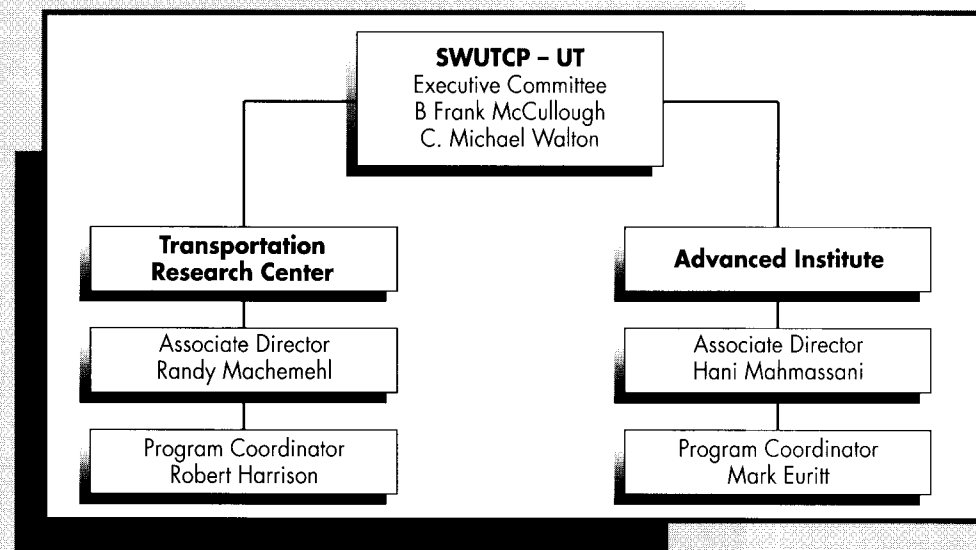 SWUTCP – UT
Executive Committee
B Frank McCullough
C. Michael Walton
Transportation
Research Center
Advanced Institute
Associate Director
Randy Machemehl
Associate Director
Hani Mahmassani
Program Coordinator
Robert Harrison
Program Coordinator
Mark Euritt